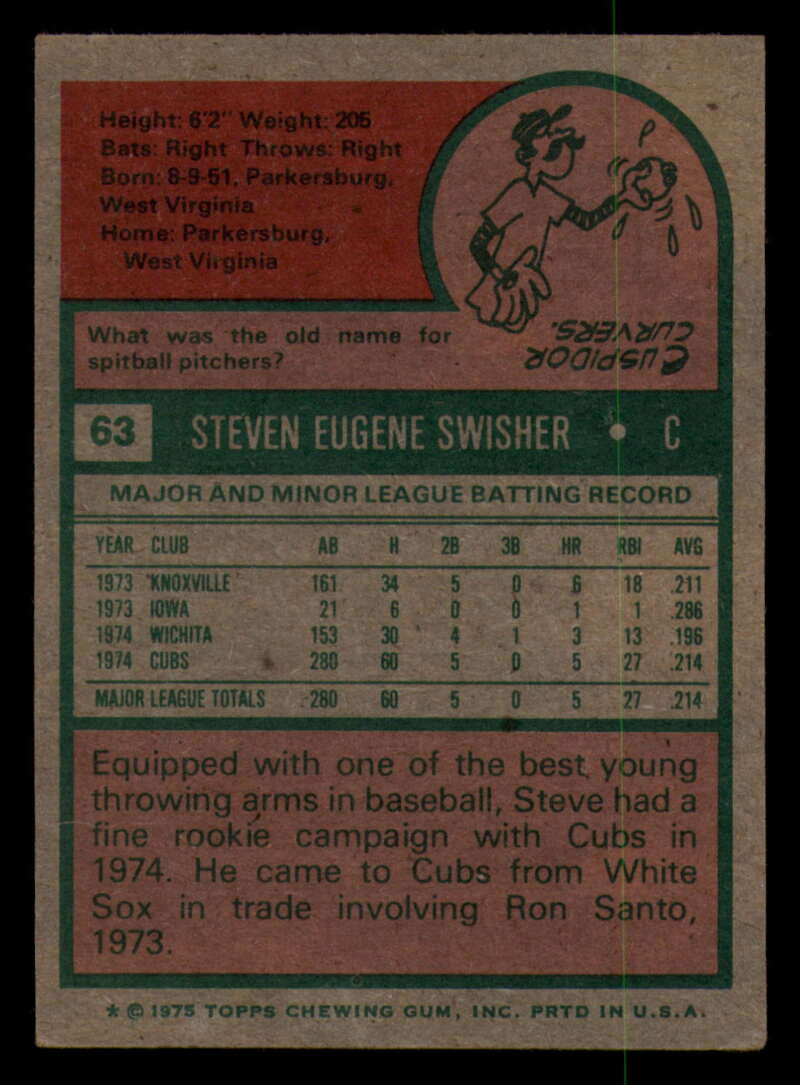 Height: 6'2" Weight: 205
Bats: Right Throws: Right
Born: 8-9-51, Parkersburg,
West Virginia
Home: Parkersburg,
West Virginia
What was the old name for
spitball pitchers?
CUSPIDOR
CURVERS.
63 STEVEN EUGENE SWISHER • C
MAJOR AND MINOR LEAGUE BATTING RECORD
YEAR CLUB AB H 2B 3B HR RBI AVG
1973 KNOXVILLE 161 34 5 0 6 18 .211
1973 IOWA 21 6 0 0 1 1 .286
1974 WICHITA 153 30 4 1 3 13 .196
1974 CUBS 280 60 5 0 5 27 .214
MAJOR LEAGUE TOTALS 280 60 5 0 5 27 .214
Equipped with one of the best young
throwing arms in baseball, Steve had a
fine rookie campaign with Cubs in
1974. He came to Cubs from White
Sox in trade involving Ron Santo,
1973.
* © 1975 TOPPS CHEWING GUM, INC. PRTD IN U.S.A.